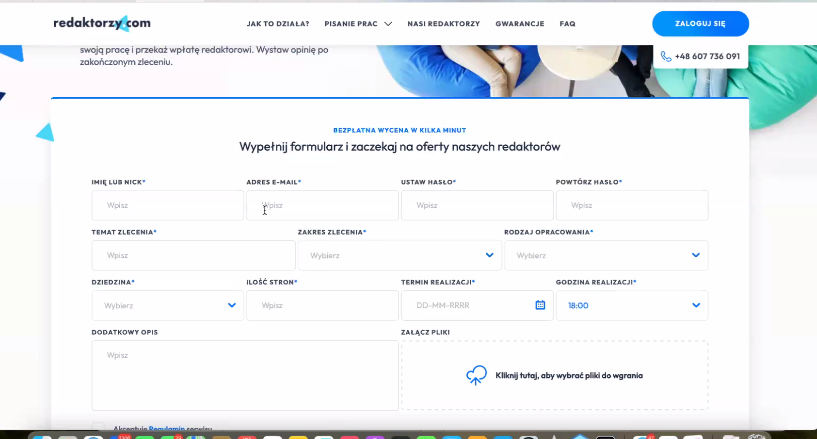 redaktorzy.com
JAK TO DZIAŁA?
PISANIE PRAC
NASI REDAKTORZY
GWARANCJE
FAQ
ZALOGUJ SIĘ
+48 607 736 091
swoją pracę i przekaż wpłatę redaktorowi. Wystaw opinię po
zakończonym zleceniu.
BEZPŁATNA WYCENA W KILKA MINUT
Wypełnij formularz i zaczekaj na oferty naszych redaktorów
IMIĘ LUB NICK*
ADRES E-MAIL*
USTAW HASŁO*
POWTÓRZ HASŁO*
Wpisz
Wpisz
Wpisz
Wpisz
TEMAT ZLECENIA*
ZAKRES ZLECENIA*
RODZAJ OPRACOWANIA*
Wpisz
Wybierz
Wybierz
DZIEDZINA*
ILOŚĆ STRON*
TERMIN REALIZACJI*
GODZINA REALIZACJI*
Wybierz
Wpisz
DD-MM-RRRR
18:00
DODATKOWY OPIS
ZAŁĄCZ PLIKI
Wpisz
Kliknij tutaj, aby wybrać pliki do wgrania
Akceptuję Regulamin serwisu